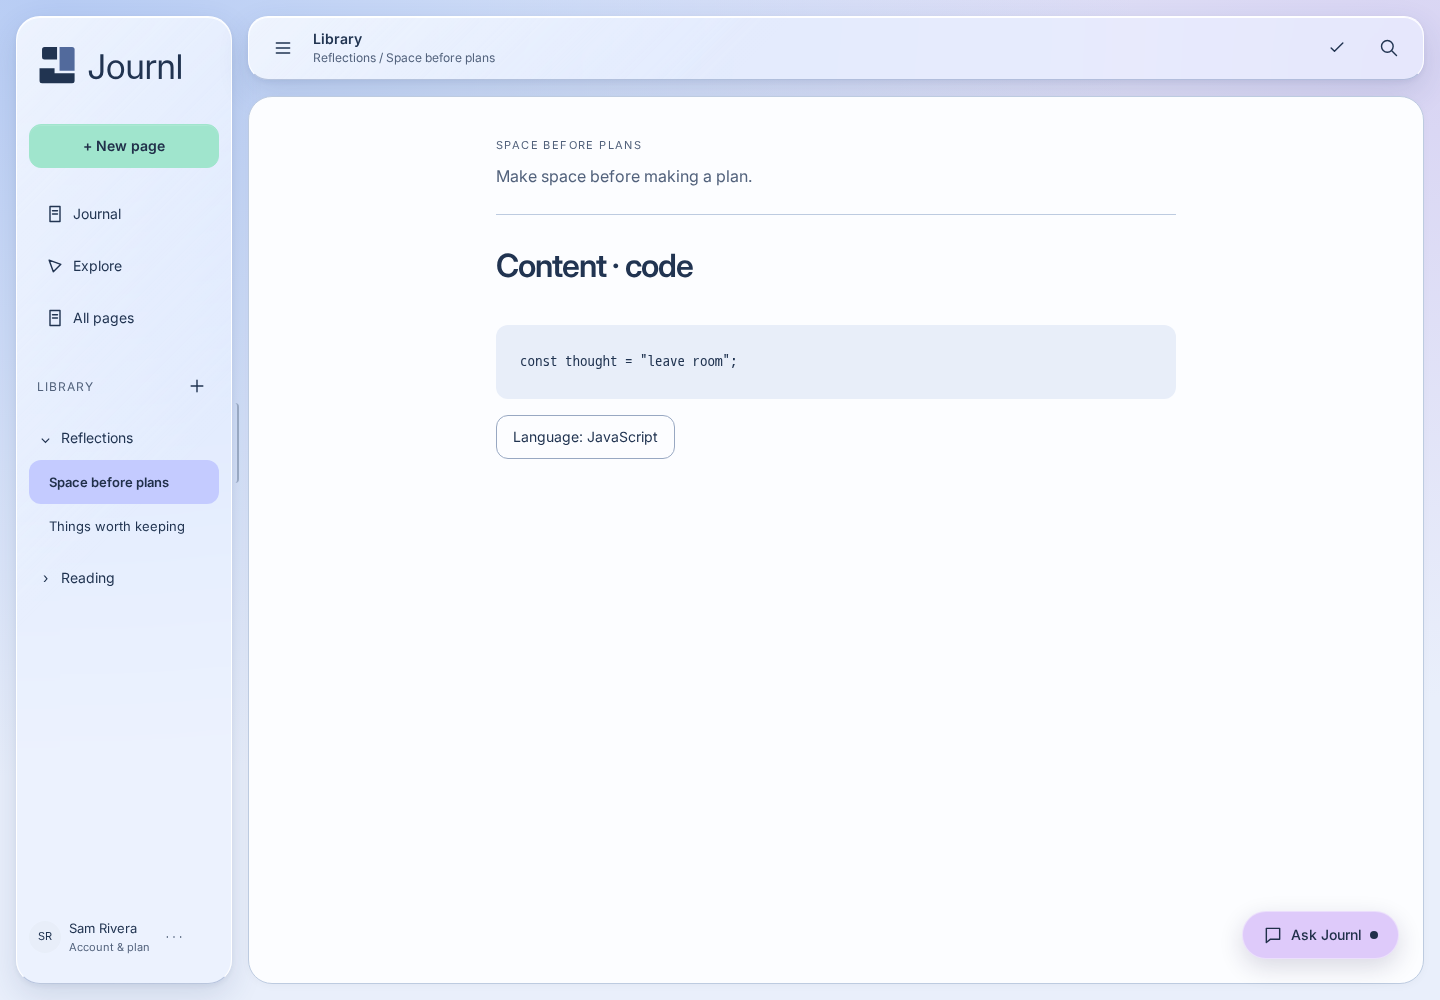 Journl
+ New page
Journal
Explore
All pages
LIBRARY
Reflections
Space before plans
Things worth keeping
Reading
SR
Sam Rivera
Account & plan
...
Library
Reflections / Space before plans
SPACE BEFORE PLANS
Make space before making a plan.
Content · code
const thought = "leave room";
Language: JavaScript
Ask Journl